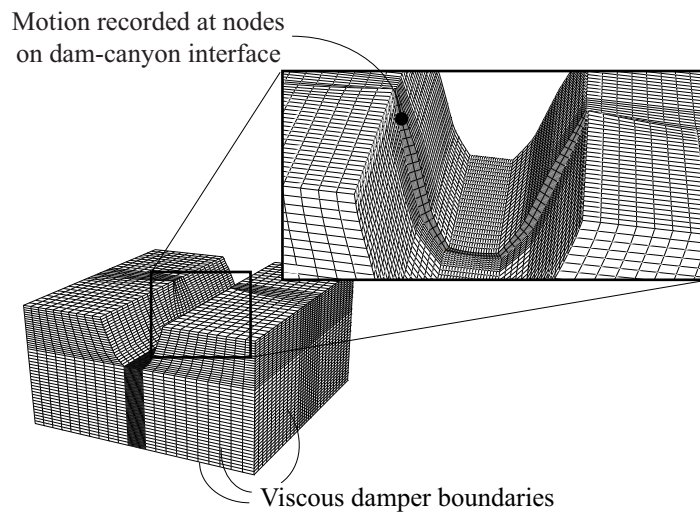 Motion recorded at nodes
on dam-canyon interface
Viscous damper boundaries